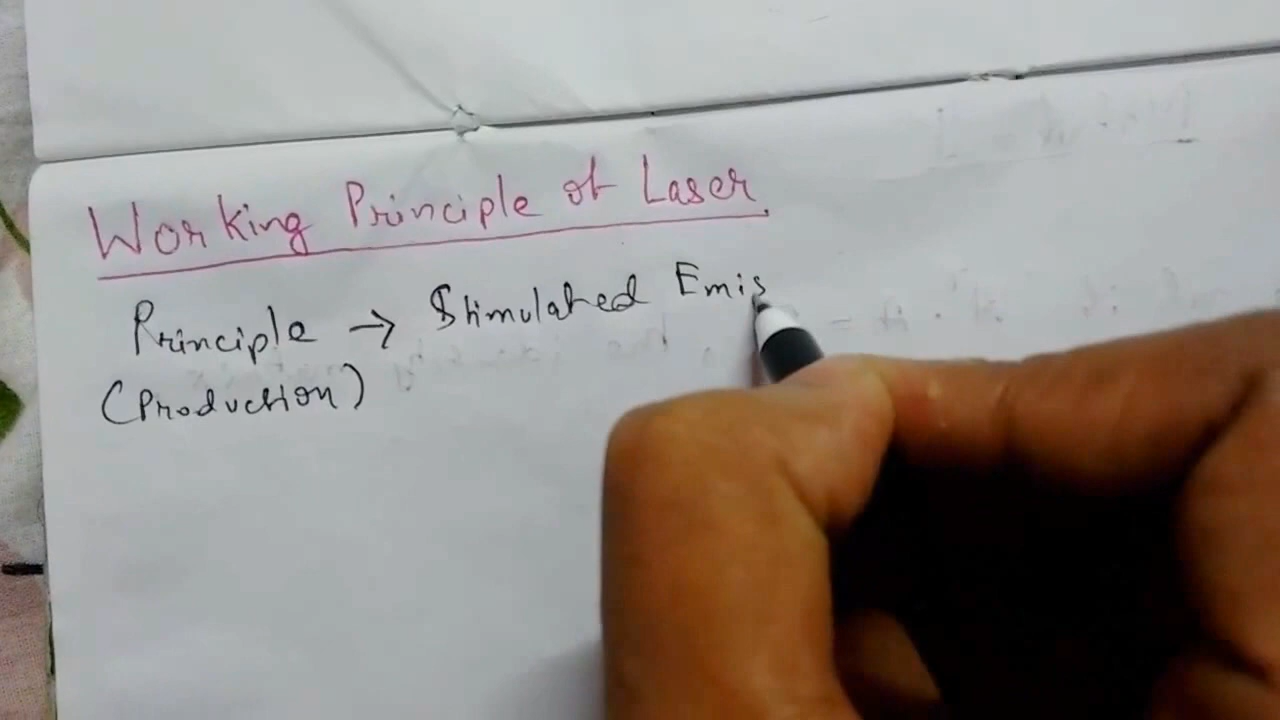 Working Principle of Laser.
Principle → Stimulated Emis
(Production)